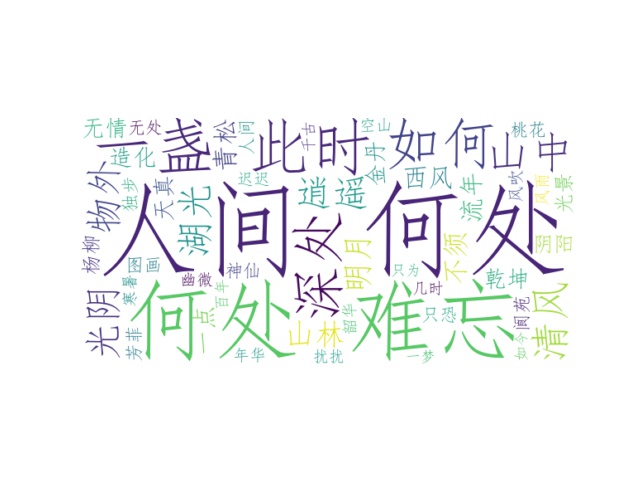 无情
无处
一盏
此时
如何
空山
桃花
造化
青松
人间
千古
金丹
山中
物外
独步
天真
湖光
迟迟
逍遥
西风
流年
风吹
风雨
光景
人间
何处
杨柳
图画
幽微
神仙
深处
明月
只为
不须
乾坤
光阴
寒暑
何处
百年
一点
山林
韶华
几时
难忘
只恐
阆苑
清风
芳菲
年华
扰扰
一梦
如今